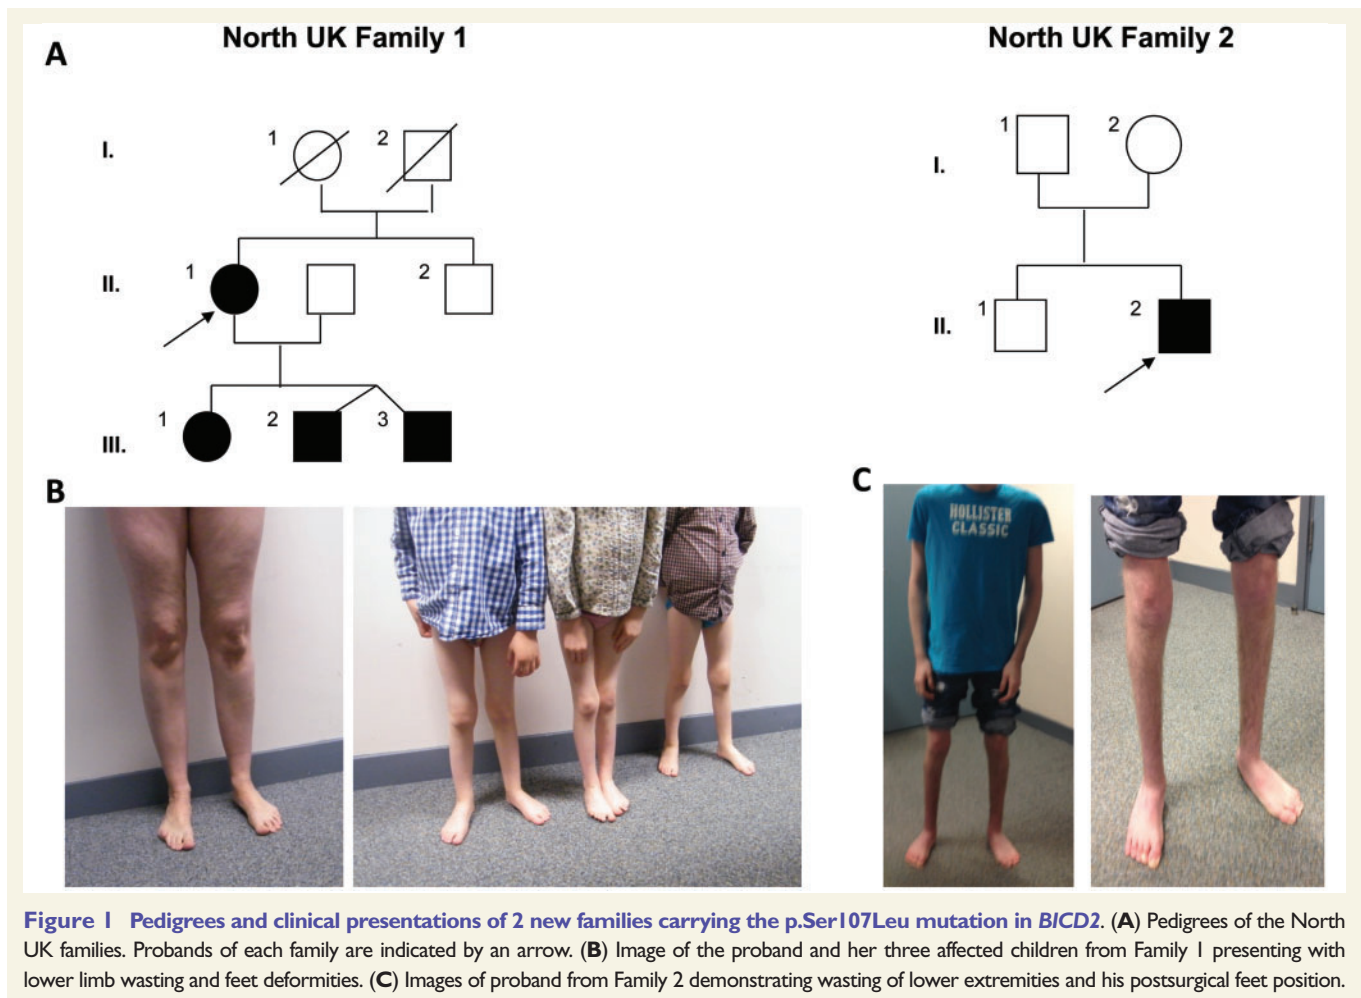 North UK Family 1
North UK Family 2
A
I.
1
2
II.
1
2
III.
1
2
3
I.
1
2
II.
1
2
B
C
HOLLISTER
CLASSIC
Figure 1 Pedigrees and clinical presentations of 2 new families carrying the p.Ser107Leu mutation in BICD2. (A) Pedigrees of the North
UK families. Probands of each family are indicated by an arrow. (B) Image of the proband and her three affected children from Family 1 presenting with
lower limb wasting and feet deformities. (C) Images of proband from Family 2 demonstrating wasting of lower extremities and his postsurgical feet position.